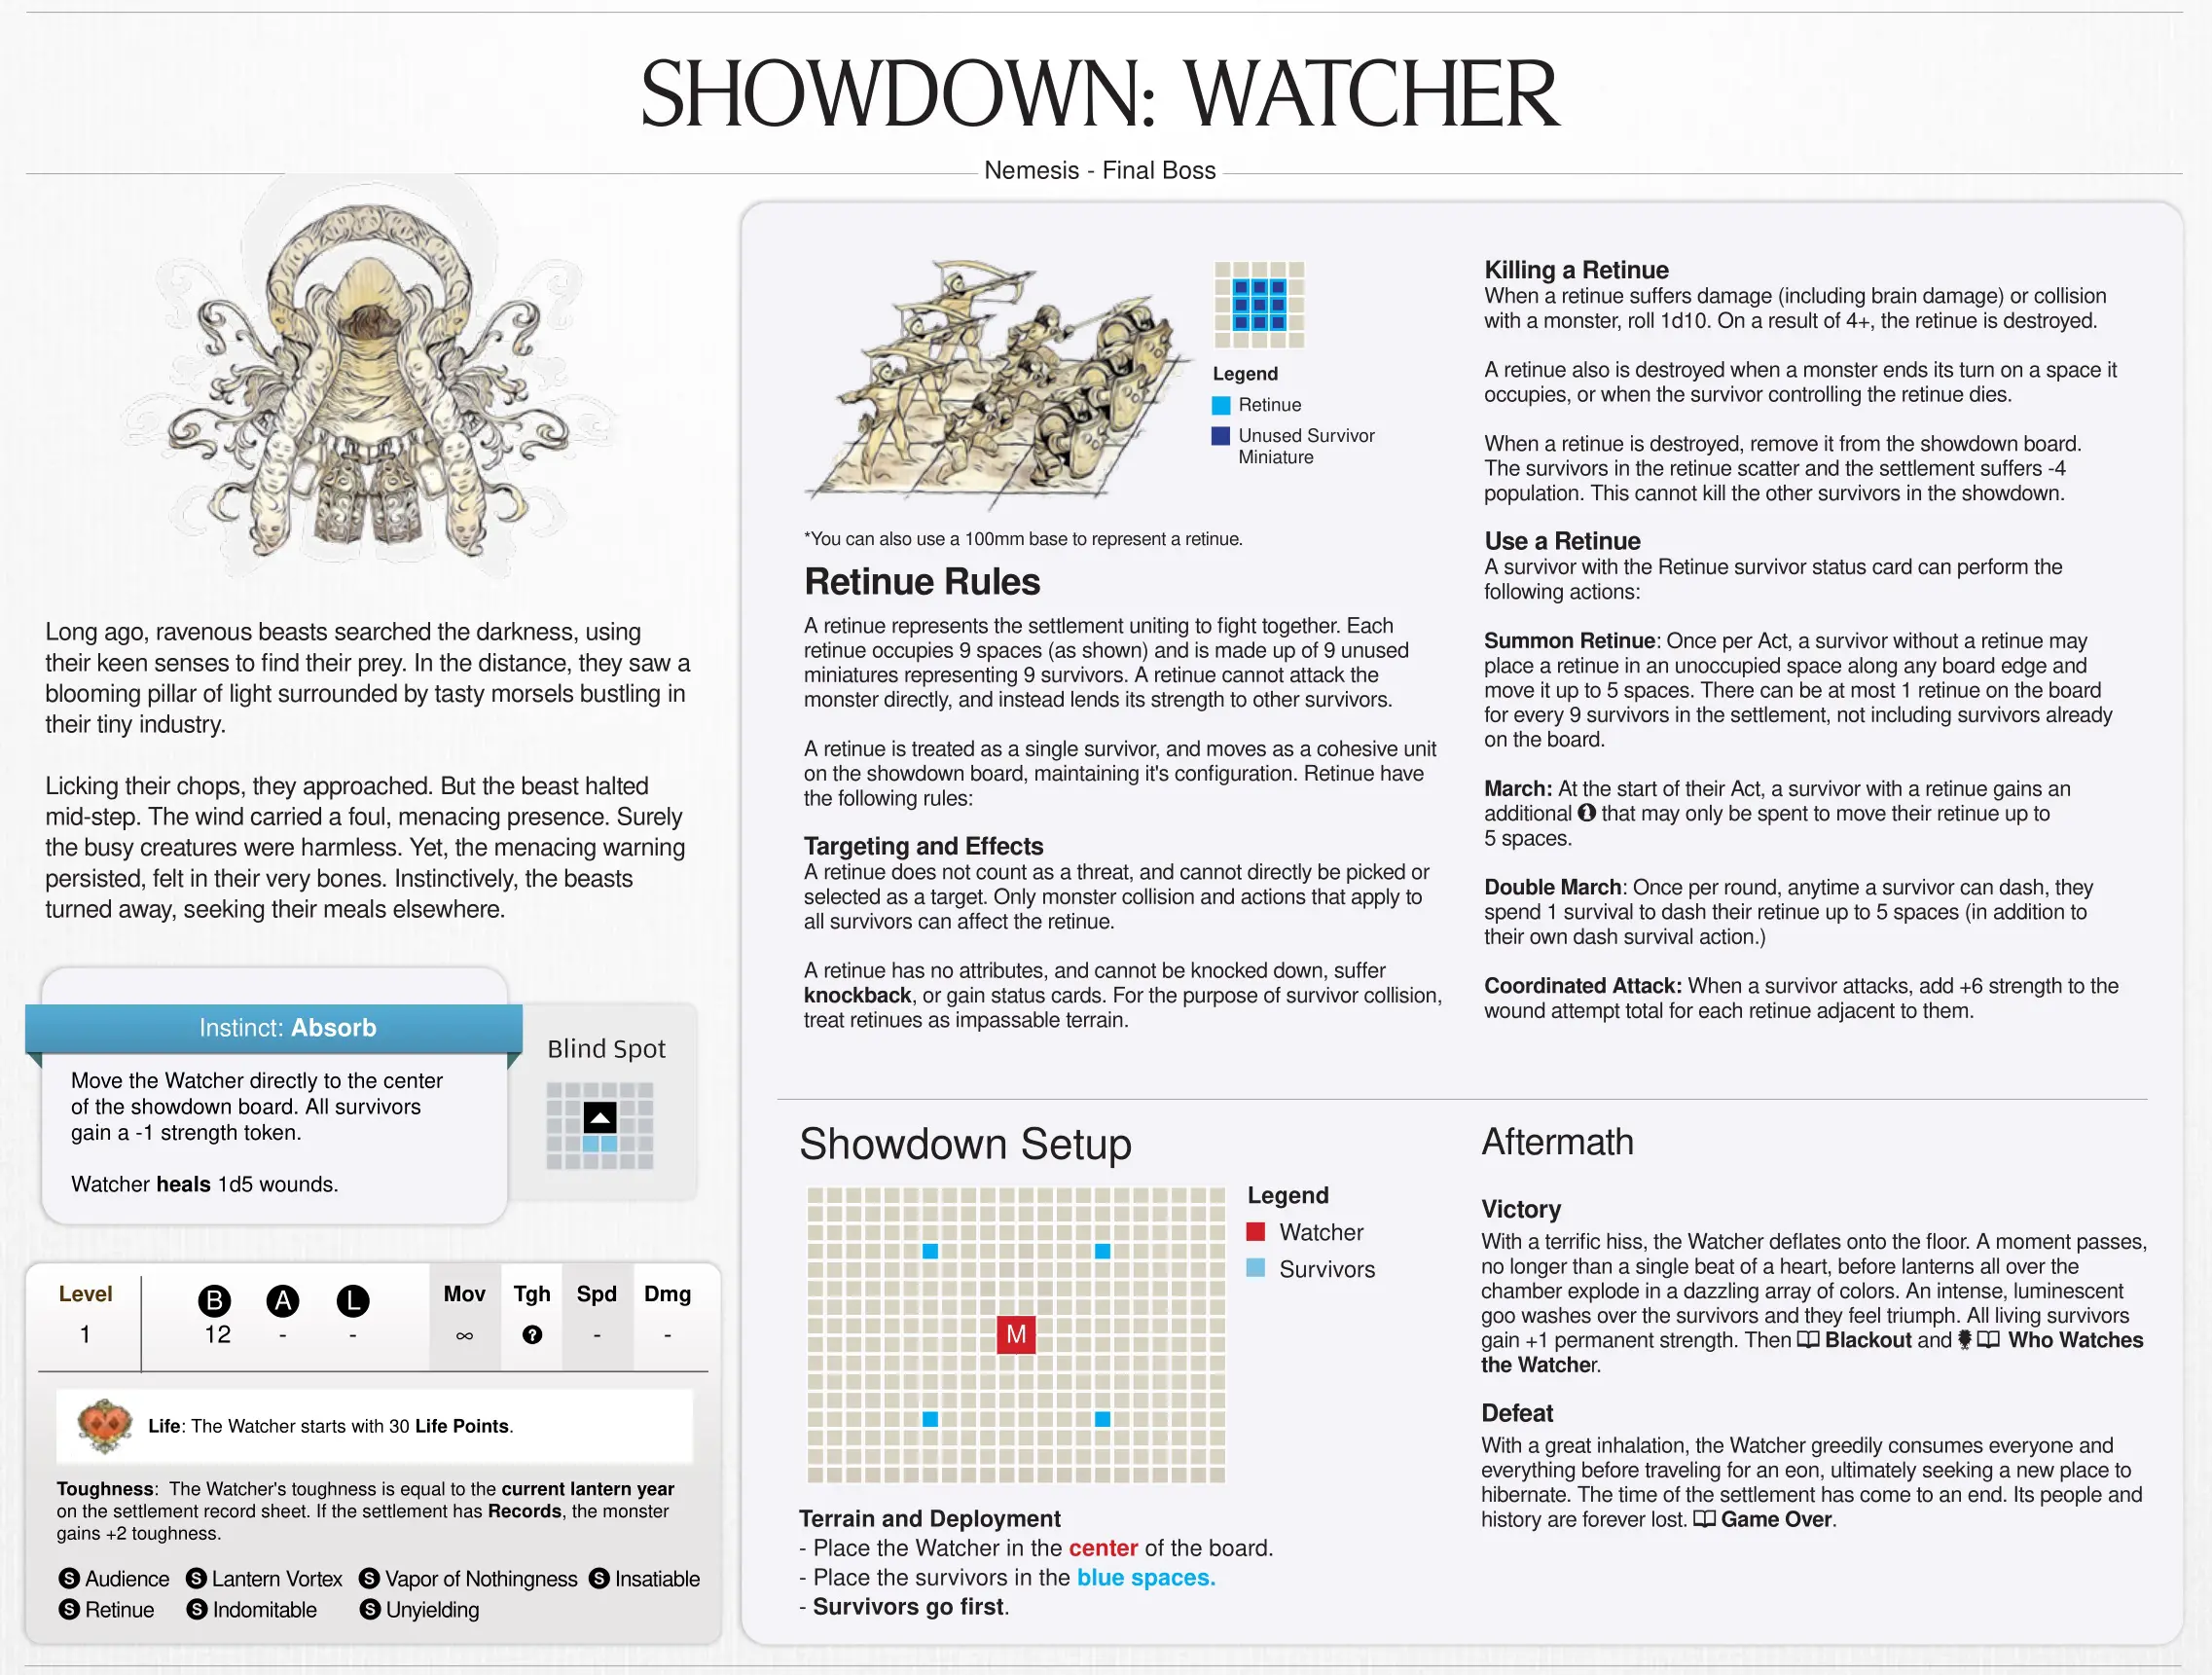 SHOWDOWN: WATCHER
Nemesis - Final Boss
Long ago, ravenous beasts searched the darkness, using
their keen senses to find their prey. In the distance, they saw a
blooming pillar of light surrounded by tasty morsels bustling in
their tiny industry.
Licking their chops, they approached. But the beast halted
mid-step. The wind carried a foul, menacing presence. Surely
the busy creatures were harmless. Yet, the menacing warning
persisted, felt in their very bones. Instinctively, the beasts
turned away, seeking their meals elsewhere.
Instinct: Absorb
Move the Watcher directly to the center
of the showdown board. All survivors
gain a -1 strength token.
Watcher heals 1d5 wounds.
Blind Spot
Level B A L Mov Tgh Spd Dmg
1 12 - - ∞ ? - -
Life: The Watcher starts with 30 Life Points.
Toughness: The Watcher's toughness is equal to the current lantern year
on the settlement record sheet. If the settlement has Records, the monster
gains +2 toughness.
S Audience S Lantern Vortex S Vapor of Nothingness S Insatiable
S Retinue S Indomitable S Unyielding
Legend
Retinue
Unused Survivor
Miniature
*You can also use a 100mm base to represent a retinue.
Retinue Rules
A retinue represents the settlement uniting to fight together. Each
retinue occupies 9 spaces (as shown) and is made up of 9 unused
miniatures representing 9 survivors. A retinue cannot attack the
monster directly, and instead lends its strength to other survivors.
A retinue is treated as a single survivor, and moves as a cohesive unit
on the showdown board, maintaining it's configuration. Retinue have
the following rules:
Targeting and Effects
A retinue does not count as a threat, and cannot directly be picked or
selected as a target. Only monster collision and actions that apply to
all survivors can affect the retinue.
A retinue has no attributes, and cannot be knocked down, suffer
knockback, or gain status cards. For the purpose of survivor collision,
treat retinues as impassable terrain.
Killing a Retinue
When a retinue suffers damage (including brain damage) or collision
with a monster, roll 1d10. On a result of 4+, the retinue is destroyed.
A retinue also is destroyed when a monster ends its turn on a space it
occupies, or when the survivor controlling the retinue dies.
When a retinue is destroyed, remove it from the showdown board.
The survivors in the retinue scatter and the settlement suffers -4
population. This cannot kill the other survivors in the showdown.
Use a Retinue
A survivor with the Retinue survivor status card can perform the
following actions:
Summon Retinue: Once per Act, a survivor without a retinue may
place a retinue in an unoccupied space along any board edge and
move it up to 5 spaces. There can be at most 1 retinue on the board
for every 9 survivors in the settlement, not including survivors already
on the board.
March: At the start of their Act, a survivor with a retinue gains an
additional that may only be spent to move their retinue up to
5 spaces.
Double March: Once per round, anytime a survivor can dash, they
spend 1 survival to dash their retinue up to 5 spaces (in addition to
their own dash survival action.)
Coordinated Attack: When a survivor attacks, add +6 strength to the
wound attempt total for each retinue adjacent to them.
Showdown Setup
M
Legend
Watcher
Survivors
Terrain and Deployment
- Place the Watcher in the center of the board.
- Place the survivors in the blue spaces.
- Survivors go first.
Aftermath
Victory
With a terrific hiss, the Watcher deflates onto the floor. A moment passes,
no longer than a single beat of a heart, before lanterns all over the
chamber explode in a dazzling array of colors. An intense, luminescent
goo washes over the survivors and they feel triumph. All living survivors
gain +1 permanent strength. Then Blackout and Who Watches
the Watcher.
Defeat
With a great inhalation, the Watcher greedily consumes everyone and
everything before traveling for an eon, ultimately seeking a new place to
hibernate. The time of the settlement has come to an end. Its people and
history are forever lost. Game Over.